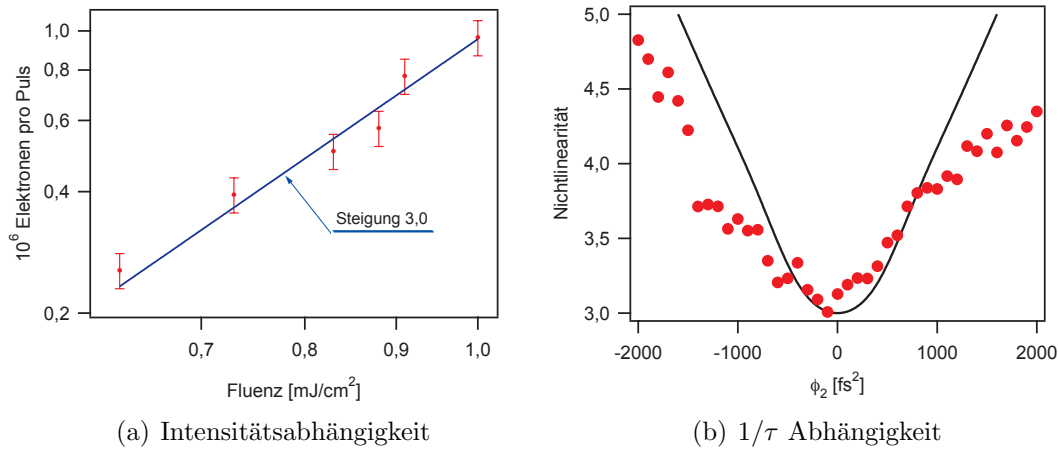 10⁶ Elektronen pro Puls
1,0
0,8
0,6
0,4
0,2
Steigung 3,0
0,7
0,8
0,9
1,0
Fluenz [mJ/cm²]
(a) Intensitätsabhängigkeit
Nichtlinearität
5,0
4,5
4,0
3,5
3,0
-2000
-1000
0
1000
2000
ϕ₂ [fs²]
(b) 1/τ Abhängigkeit